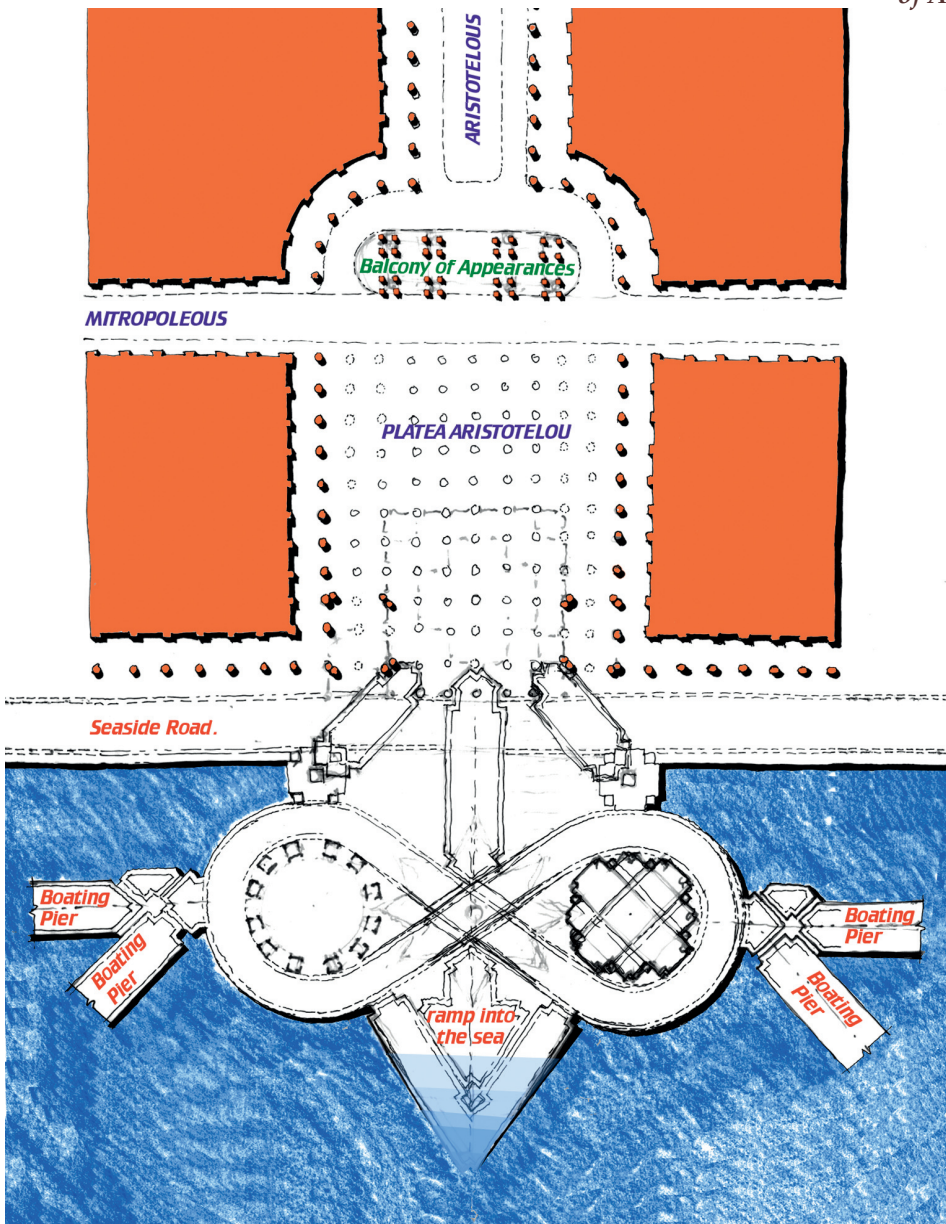 of A
ARISTOTELOUS
Balcony of Appearances
MITROPOLEOUS
PLATEA ARISTOTELOU
Seaside Road.
Boating
Pier
Boating
Pier
ramp into
the sea
Boating
Pier
Boating
Pier